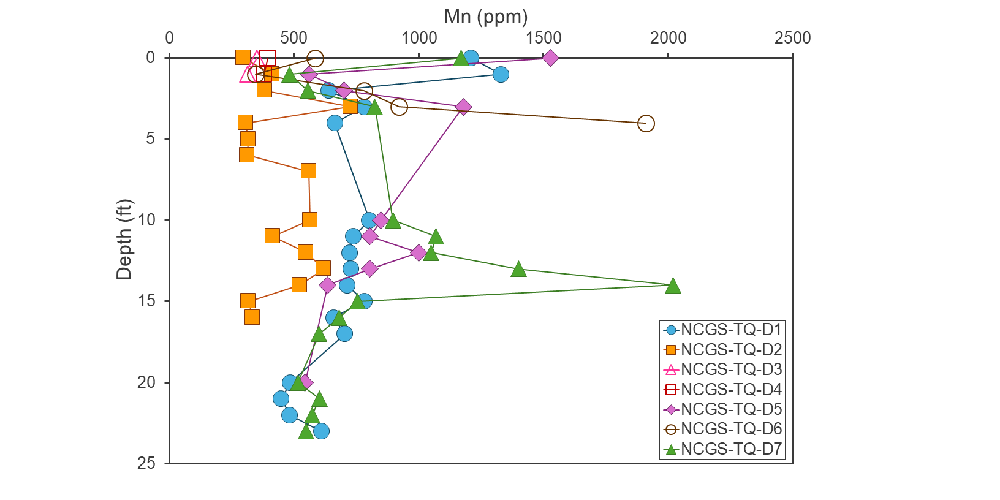 Mn (ppm)
0 500 1000 1500 2000 2500
0
5
10
15
20
25
Depth (ft)
NCGS-TQ-D1
NCGS-TQ-D2
NCGS-TQ-D3
NCGS-TQ-D4
NCGS-TQ-D5
NCGS-TQ-D6
NCGS-TQ-D7